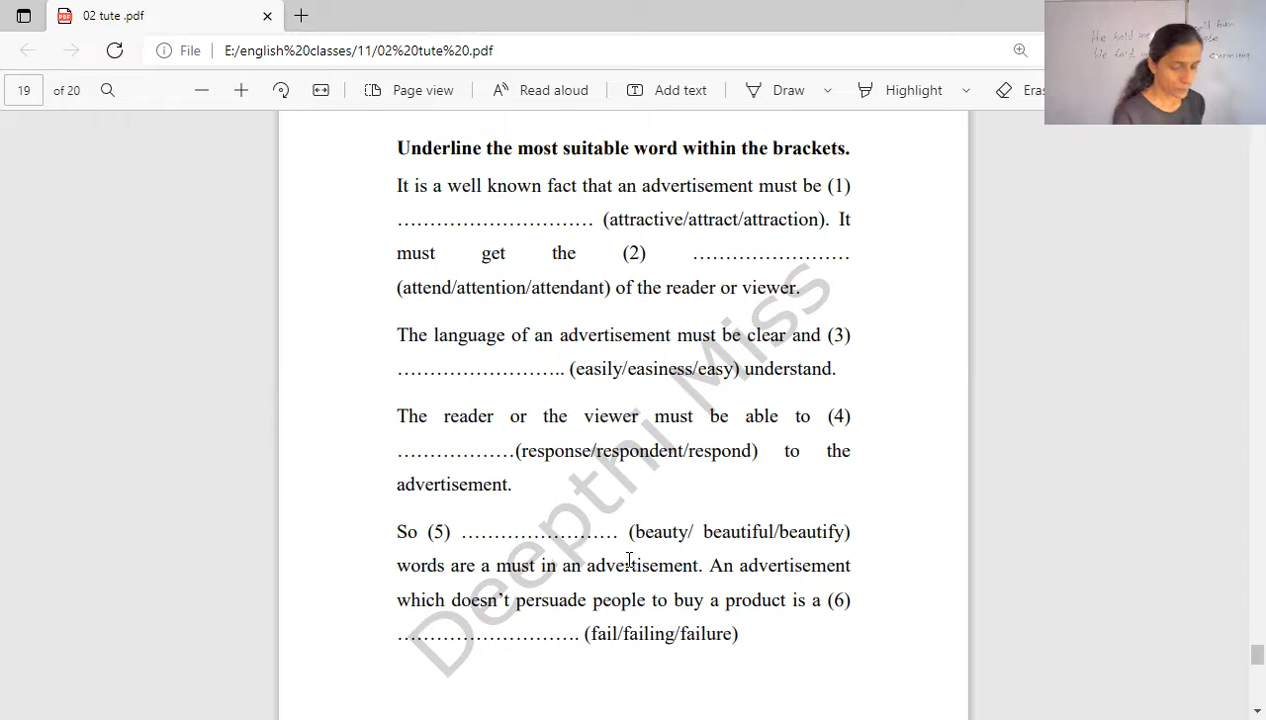 02 tute .pdf
File
E:/english%20classes/11/02%20tute%20.pdf
19 of 20
Page view
Read aloud
Add text
Draw
Highlight
Eras
Underline the most suitable word within the brackets.
It is a well known fact that an advertisement must be (1)
………………………… (attractive/attract/attraction). It
must get the (2) ……………………
(attend/attention/attendant) of the reader or viewer.
The language of an advertisement must be clear and (3)
…………………….. (easily/easiness/easy) understand.
The reader or the viewer must be able to (4)
………………(response/respondent/respond) to the
advertisement.
So (5) …………………… (beauty/ beautiful/beautify)
words are a must in an advertisement. An advertisement
which doesn’t persuade people to buy a product is a (6)
………………………. (fail/failing/failure)
Deepthi Miss
He told me
He told